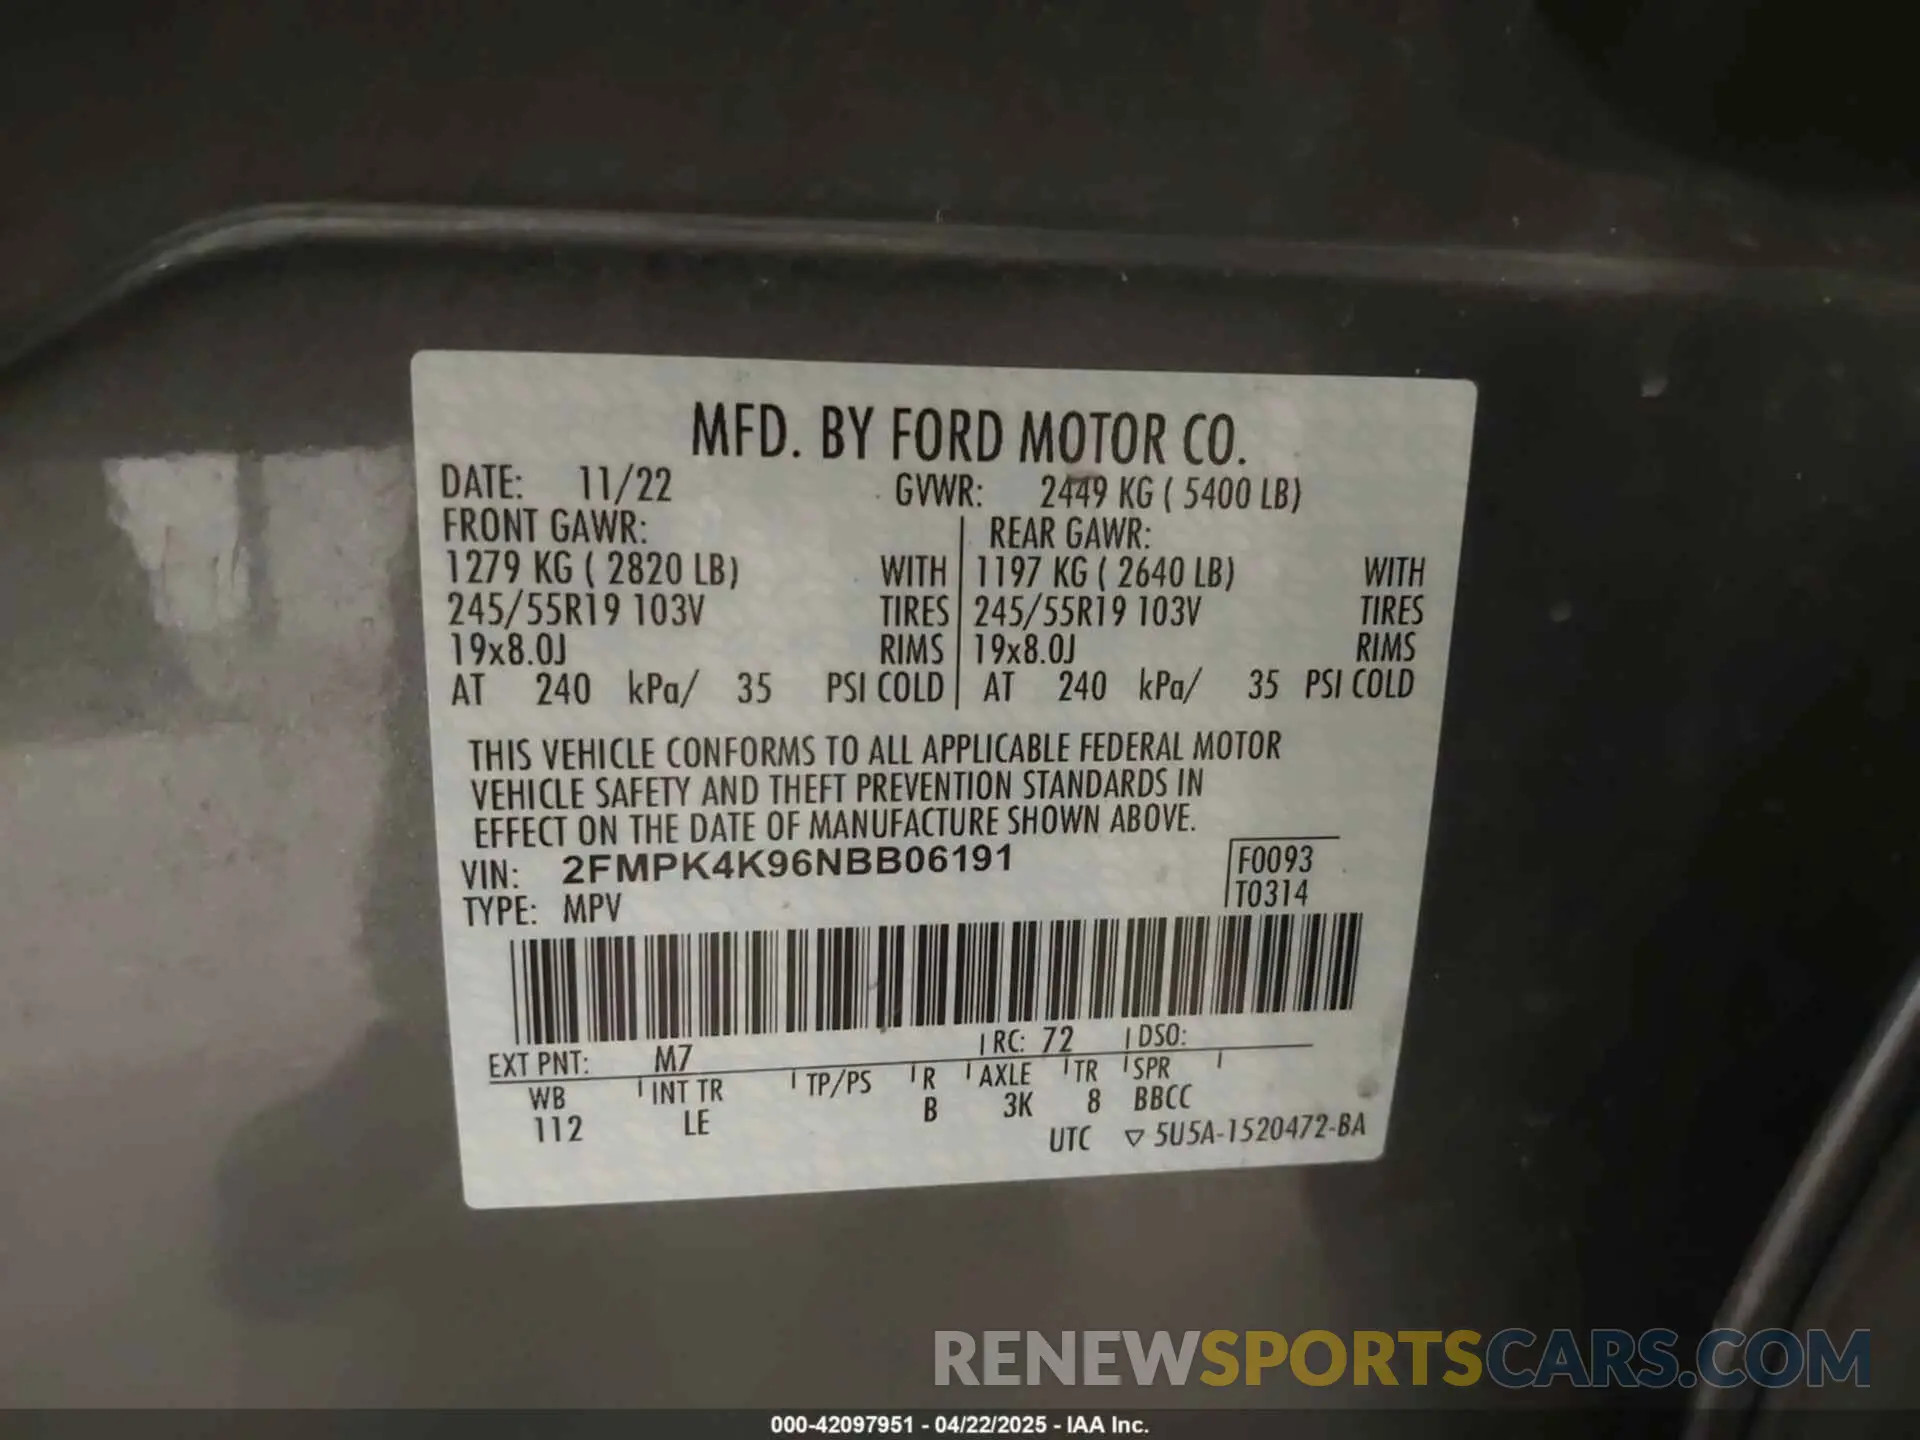 MFD. BY FORD MOTOR CO.
DATE: 11/22 GVWR: 2449 KG ( 5400 LB)
FRONT GAWR: REAR GAWR:
1279 KG ( 2820 LB) WITH 1197 KG ( 2640 LB) WITH
245/55R19 103V TIRES 245/55R19 103V TIRES
19x8.0J RIMS 19x8.0J RIMS
AT 240 kPa/ 35 PSI COLD AT 240 kPa/ 35 PSI COLD
THIS VEHICLE CONFORMS TO ALL APPLICABLE FEDERAL MOTOR
VEHICLE SAFETY AND THEFT PREVENTION STANDARDS IN
EFFECT ON THE DATE OF MANUFACTURE SHOWN ABOVE.
VIN: 2FMPK4K96NBB06191 F0093
TYPE: MPV T0314
EXT PNT: M7 RC: 72 DSO:
WB INT TR TP/PS R AXLE TR SPR
112 LE B 3K 8 BBCC
UTC ▽ 5U5A-1520472-BA
RENEWSPORTSCARS.COM
000-42097951 - 04/22/2025 - IAA Inc.